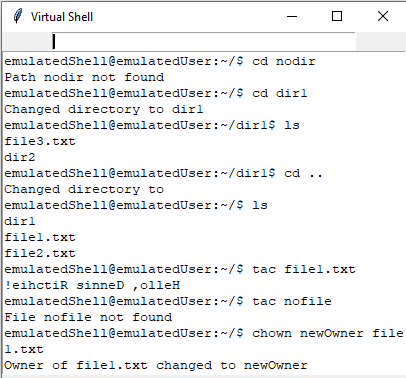 Virtual Shell
emulatedShell@emulatedUser:~/$ cd nodir
Path nodir not found
emulatedShell@emulatedUser:~/$ cd dir1
Changed directory to dir1
emulatedShell@emulatedUser:~/dir1$ ls
file3.txt
dir2
emulatedShell@emulatedUser:~/dir1$ cd ..
Changed directory to
emulatedShell@emulatedUser:~/$ ls
dir1
file1.txt
file2.txt
emulatedShell@emulatedUser:~/$ tac file1.txt
!eihctiR sinneD ,olleH
emulatedShell@emulatedUser:~/$ tac nofile
File nofile not found
emulatedShell@emulatedUser:~/$ chown newOwner file
1.txt
Owner of file1.txt changed to newOwner